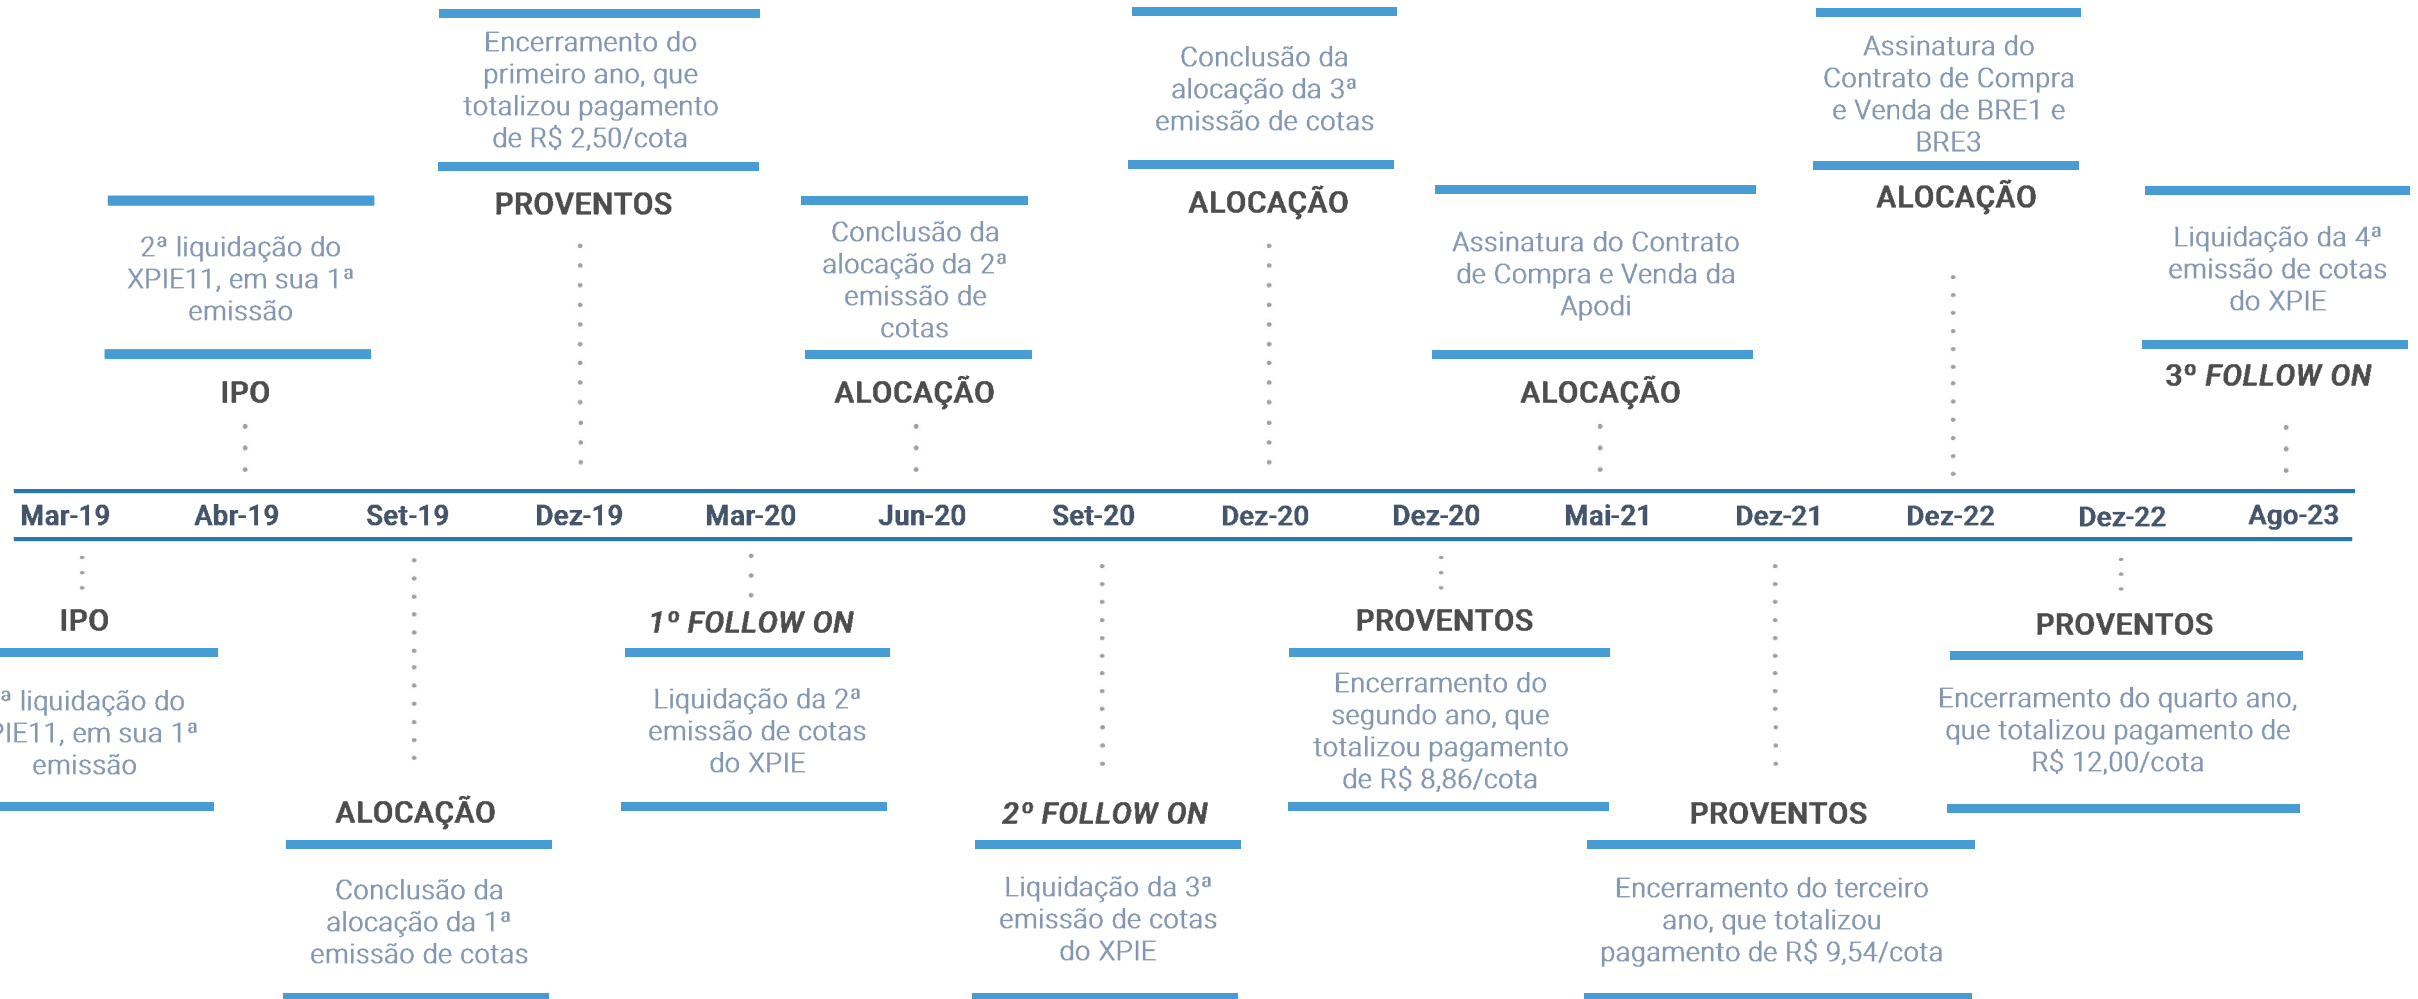 Encerramento do
primeiro ano, que
totalizou pagamento
de R$ 2,50/cota
PROVENTOS
Conclusão da
alocação da 3ª
emissão de cotas
ALOCAÇÃO
Assinatura do
Contrato de Compra
e Venda de BRE1 e
BRE3
ALOCAÇÃO
2ª liquidação do
XPIE11, em sua 1ª
emissão
IPO
Conclusão da
alocação da 2ª
emissão de
cotas
ALOCAÇÃO
Assinatura do Contrato
de Compra e Venda da
Apodi
ALOCAÇÃO
Liquidação da 4ª
emissão de cotas
do XPIE
3º FOLLOW ON
Mar-19 Abr-19 Set-19 Dez-19 Mar-20 Jun-20 Set-20 Dez-20 Dez-20 Mai-21 Dez-21 Dez-22 Dez-22 Ago-23
IPO
ª liquidação do
PIE11, em sua 1ª
emissão
ALOCAÇÃO
Conclusão da
alocação da 1ª
emissão de cotas
1º FOLLOW ON
Liquidação da 2ª
emissão de cotas
do XPIE
2º FOLLOW ON
Liquidação da 3ª
emissão de cotas
do XPIE
PROVENTOS
Encerramento do
segundo ano, que
totalizou pagamento
de R$ 8,86/cota
PROVENTOS
Encerramento do terceiro
ano, que totalizou
pagamento de R$ 9,54/cota
PROVENTOS
Encerramento do quarto ano,
que totalizou pagamento de
R$ 12,00/cota